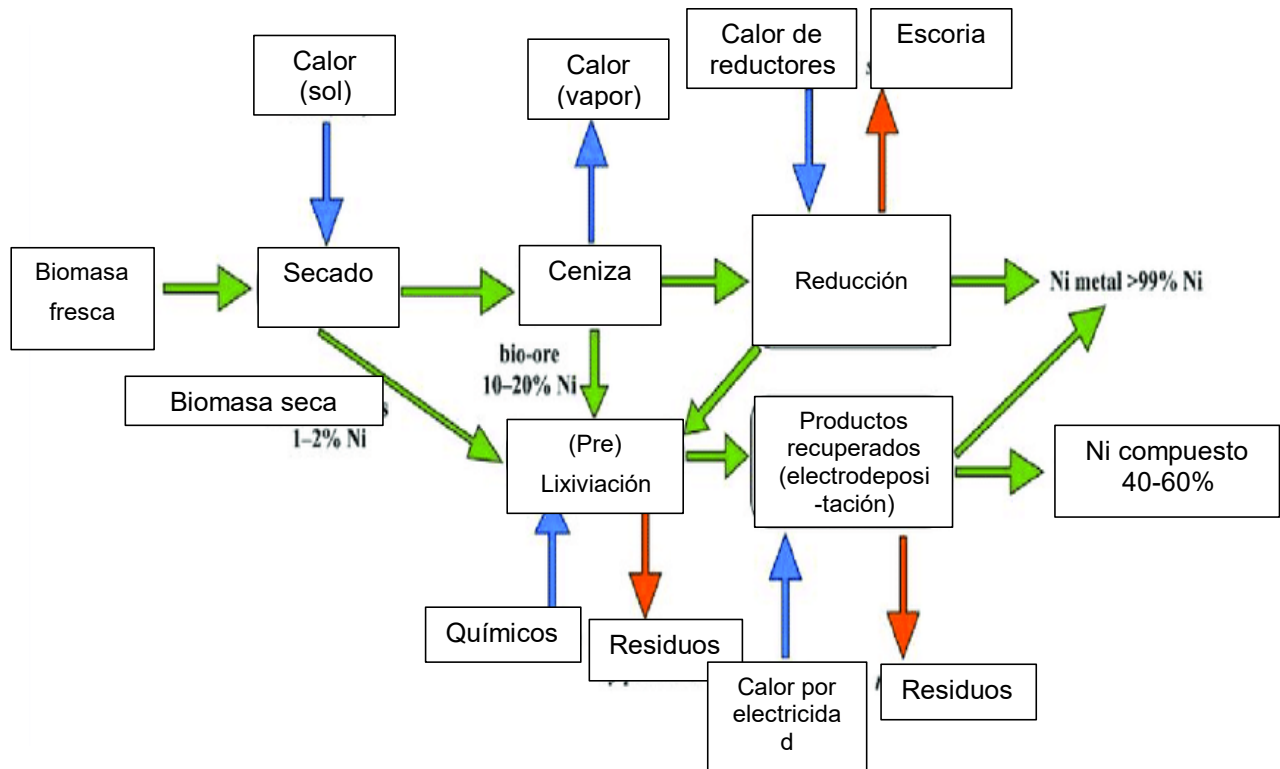 Calor
(sol)
Calor
(vapor)
Calor de
reductores
Escoria
Biomasa
fresca
Secado
Ceniza
Reducción
Ni metal >99% Ni
bio-ore
10–20% Ni
Biomasa seca
s
1–2% Ni
(Pre)
Lixiviación
Productos
recuperados
(electrodeposi
-tación)
Ni compuesto
40-60%
Químicos
Residuos
Calor por
electricida
d
Residuos